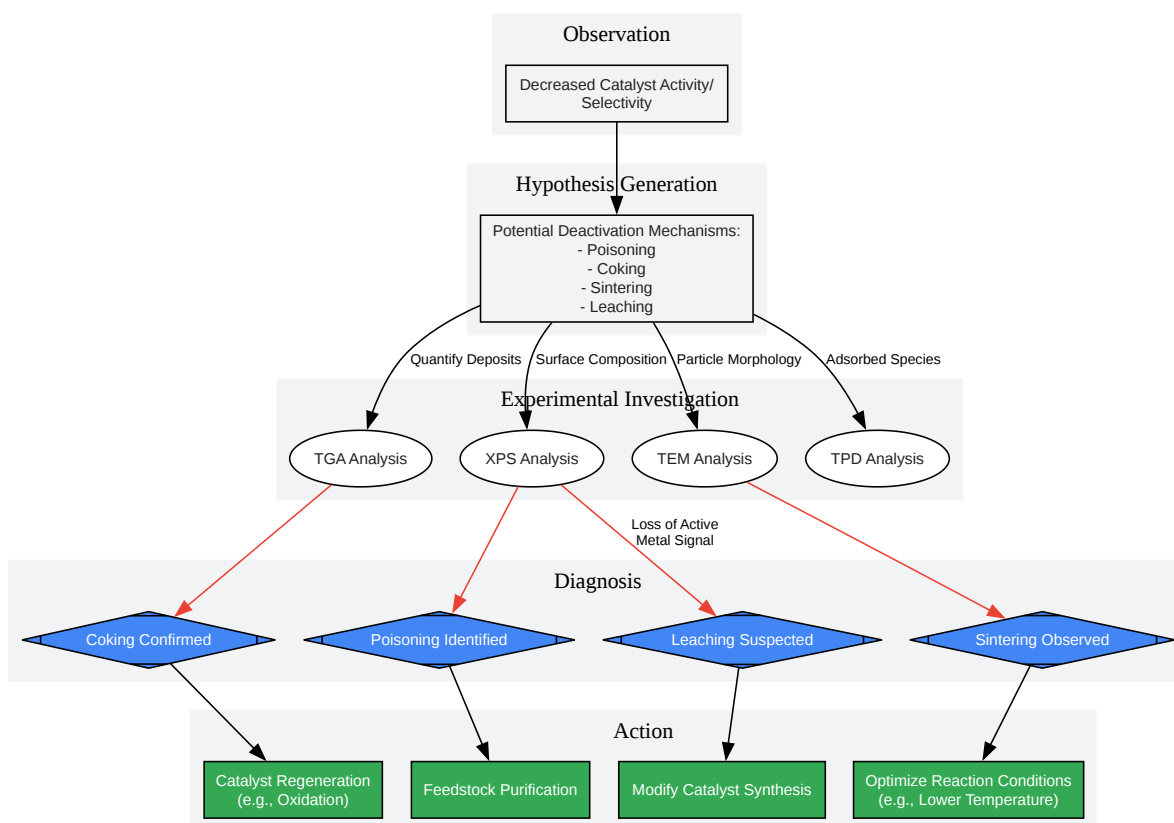 Observation
Decreased Catalyst Activity/
Selectivity
Hypothesis Generation
Potential Deactivation Mechanisms:
- Poisoning
- Coking
- Sintering
- Leaching
Quantify Deposits
Surface Composition
Particle Morphology
Adsorbed Species
Experimental Investigation
TGA Analysis
XPS Analysis
TEM Analysis
TPD Analysis
Loss of Active
Metal Signal
Diagnosis
Coking Confirmed
Poisoning Identified
Leaching Suspected
Sintering Observed
Action
Catalyst Regeneration
(e.g., Oxidation)
Feedstock Purification
Modify Catalyst Synthesis
Optimize Reaction Conditions
(e.g., Lower Temperature)